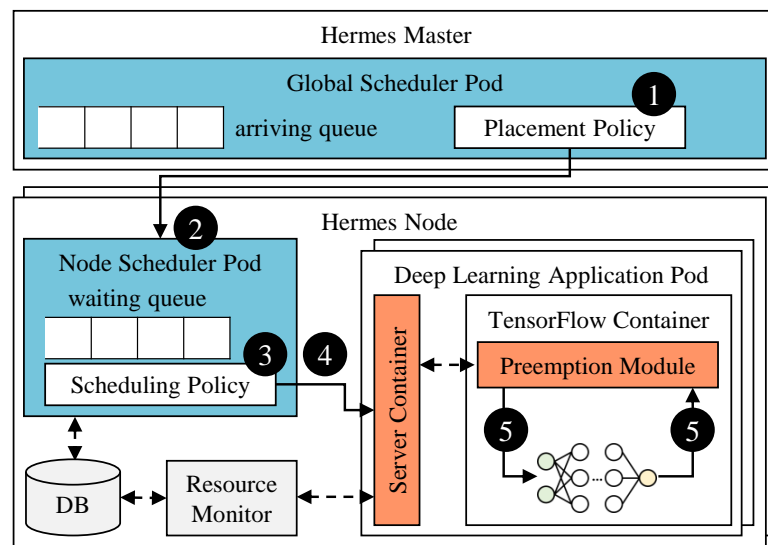 Hermes Master
Global Scheduler Pod
1
arriving queue
Placement Policy
Hermes Node
2
Node Scheduler Pod
waiting queue
3
4
Scheduling Policy
Deep Learning Application Pod
Server Container
TensorFlow Container
Preemption Module
5
5
...
...
DB
Resource
Monitor